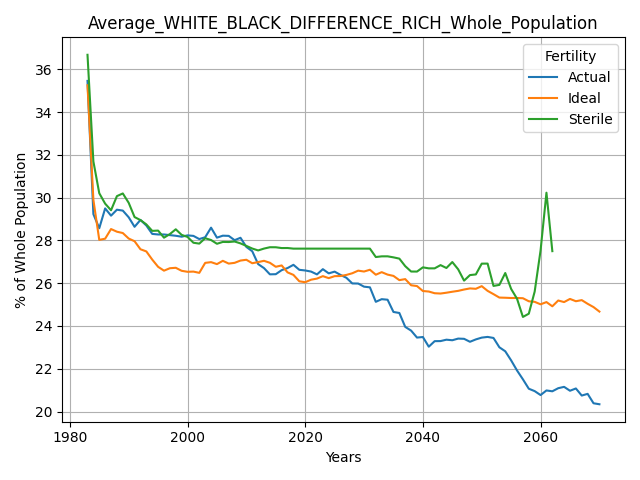 Average_WHITE_BLACK_DIFFERENCE_RICH_Whole_Population
% of Whole Population
36
34
32
30
28
26
24
22
20
Fertility
Actual
Ideal
Sterile
1980
2000
2020
2040
2060
Years